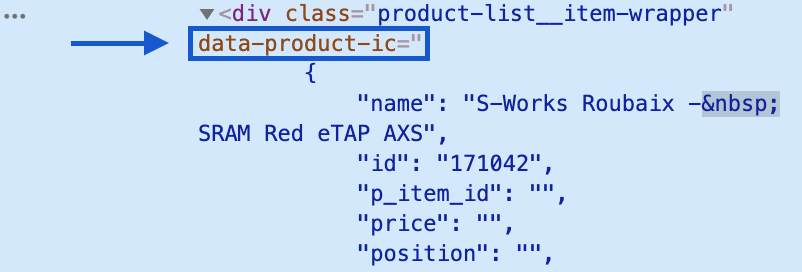 <div class="product-list__item-wrapper"
data-product-ic="
{
"name": "S-Works Roubaix -&nbsp;
SRAM Red eTAP AXS",
"id": "171042",
"p_item_id": "",
"price": "",
"position": "",